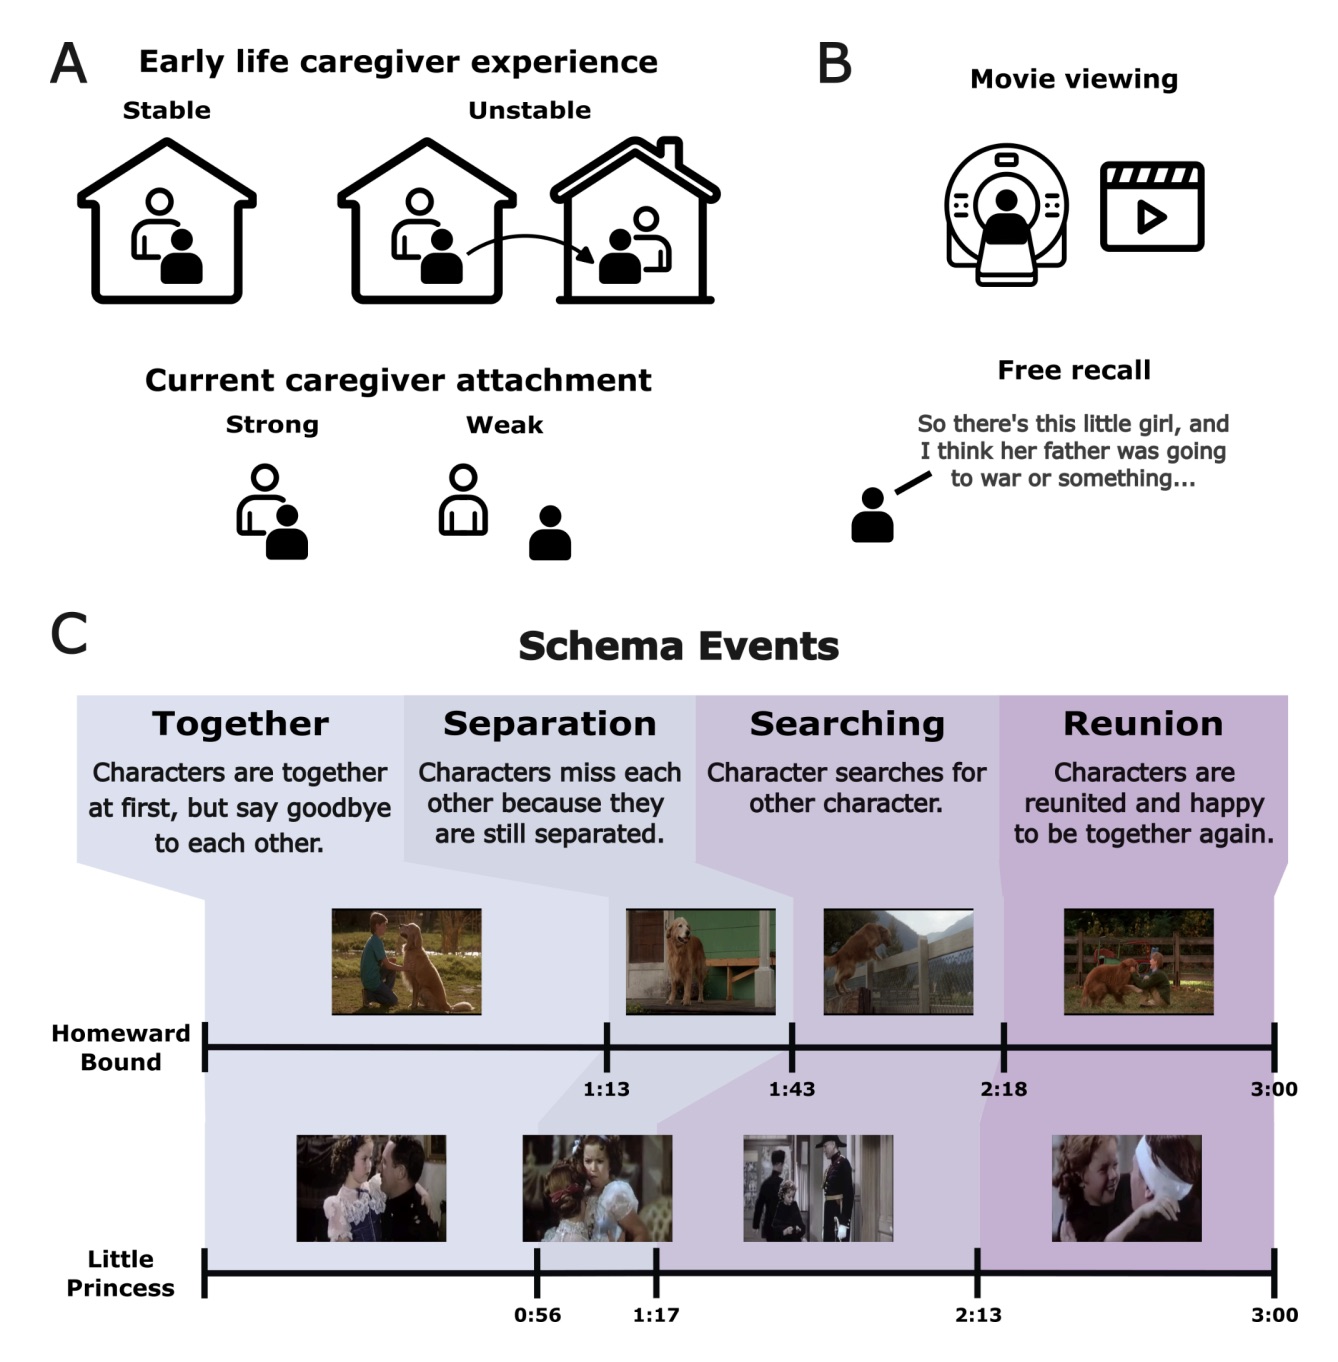 A
Early life caregiver experience
Stable
Unstable
Current caregiver attachment
Strong
Weak
B
Movie viewing
Free recall
So there's this little girl, and
I think her father was going
to war or something...
C
Schema Events
Together
Characters are together
at first, but say goodbye
to each other.
Separation
Characters miss each
other because they
are still separated.
Searching
Character searches for
other character.
Reunion
Characters are
reunited and happy
to be together again.
Homeward
Bound
1:13
1:43
2:18
3:00
Little
Princess
0:56
1:17
2:13
3:00